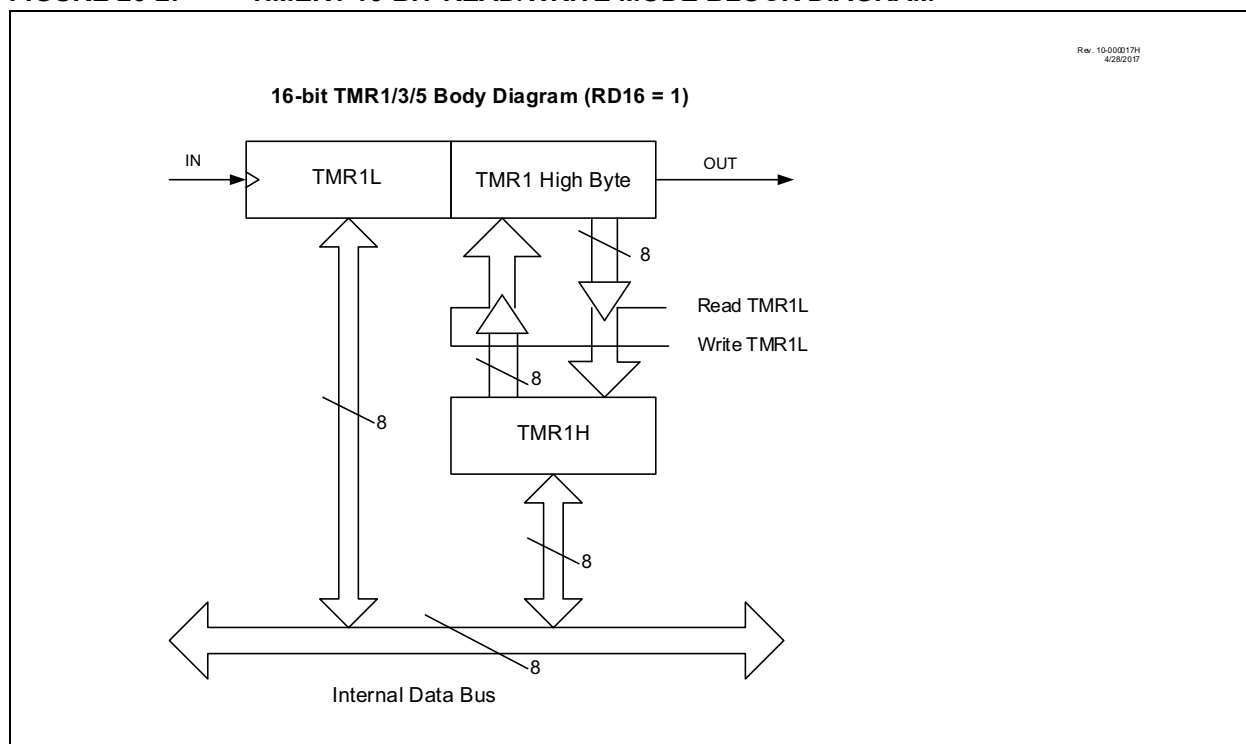 Rev. 10-000017H
4/28/2017
16-bit TMR1/3/5 Body Diagram (RD16 = 1)
IN
TMR1L
TMR1 High Byte
OUT
8
Read TMR1L
Write TMR1L
8
8
TMR1H
8
8
Internal Data Bus